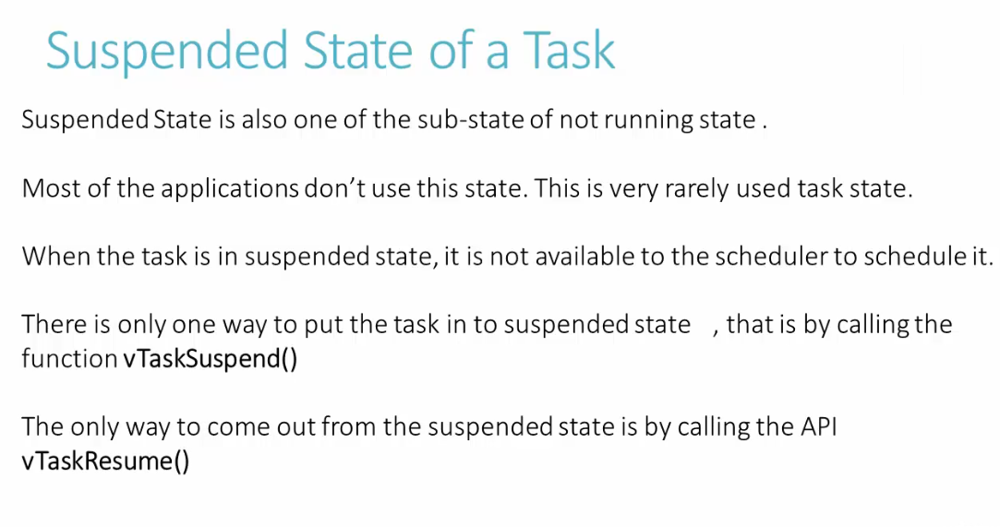 Suspended State of a Task
Suspended State is also one of the sub-state of not running state .
Most of the applications don’t use this state. This is very rarely used task state.
When the task is in suspended state, it is not available to the scheduler to schedule it.
There is only one way to put the task in to suspended state , that is by calling the
function vTaskSuspend()
The only way to come out from the suspended state is by calling the API
vTaskResume()